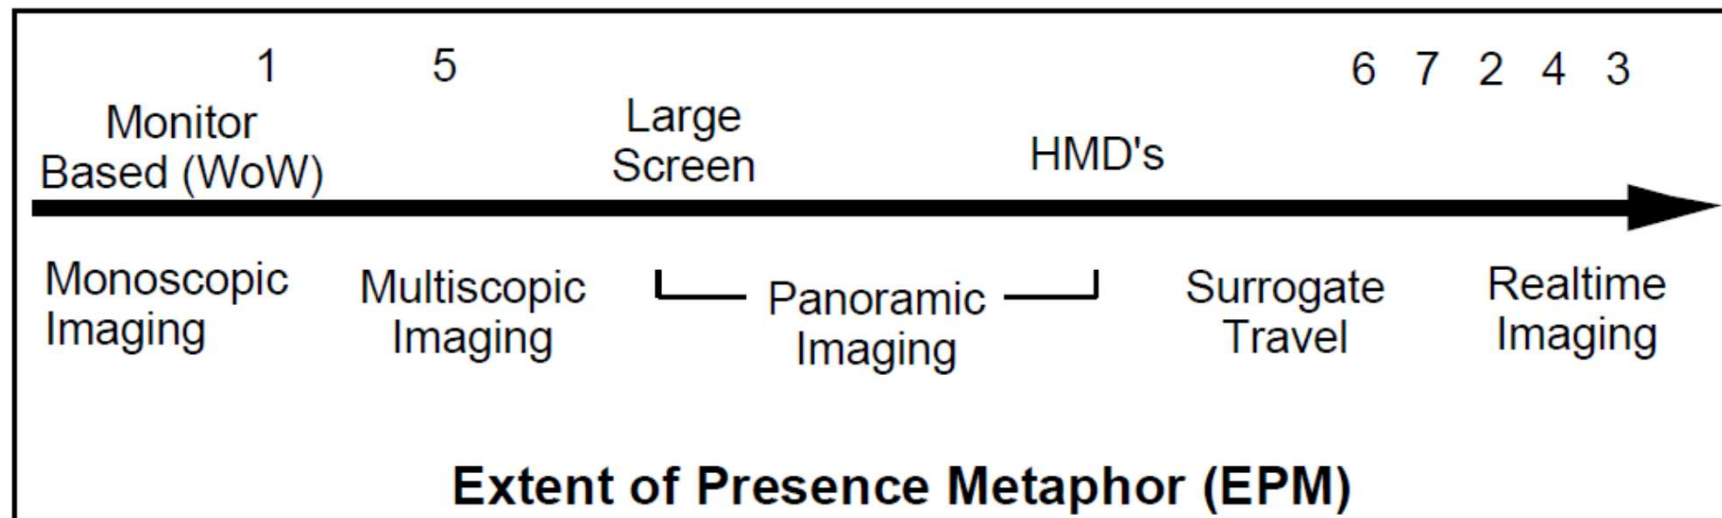 1 5 6 7 2 4 3
Monitor
Based (WoW)
Large
Screen
HMD's
Monoscopic
Imaging
Multiscopic
Imaging
Panoramic
Imaging
Surrogate
Travel
Realtime
Imaging
Extent of Presence Metaphor (EPM)